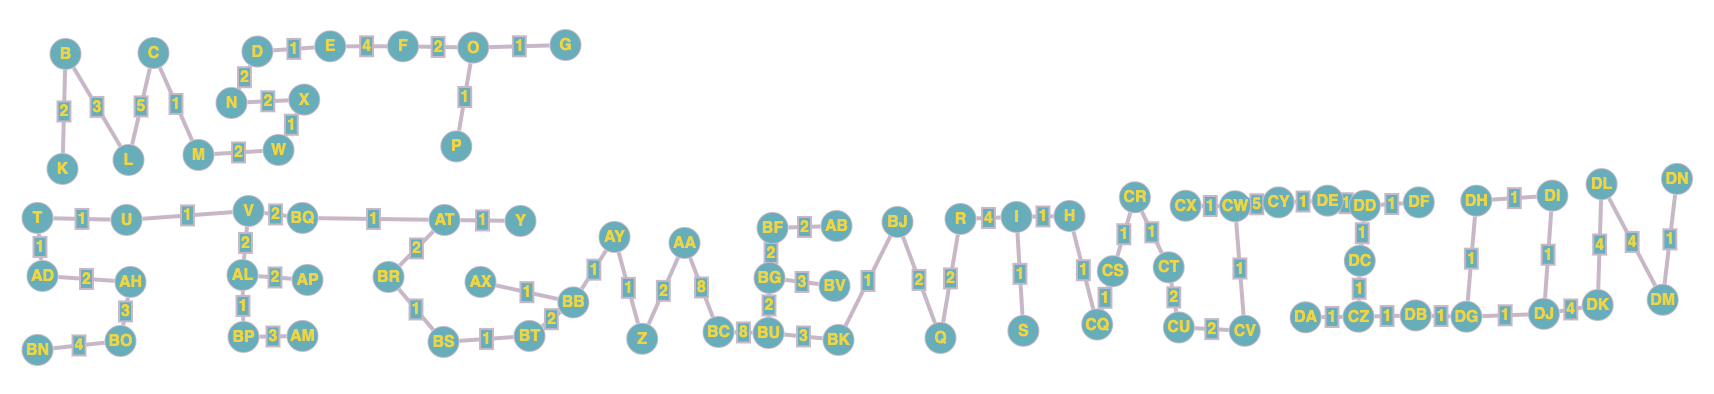 B C D 1 E 4 F 2 O 1 G
2 3 5 1 2 N 2 X 1 1
K L M 2 W P
T 1 U 1 V 2 BQ 1 AT 1 Y
1 2 2
AD 2 AH AL 2 AP BR AX 1 BB
3 1 1 2
BN 4 BO BP 3 AM BS 1 BT
AY AA BF 2 AB BJ R 4 I 1 H
1 1 2 8 2 BG 3 BV 1 2 2 1 1
Z BC 8 BU 3 BK Q S CQ
2
CR CX 1 CW 5 CY 1 DE 1 DD 1 DF
1 1 1
CS CT 1 DC
1 2 1
CU 2 CV DA 1 CZ 1 DB 1 DG 1 DJ 4 DK
DH 1 DI DL DN
1 1 4 4 1
DM